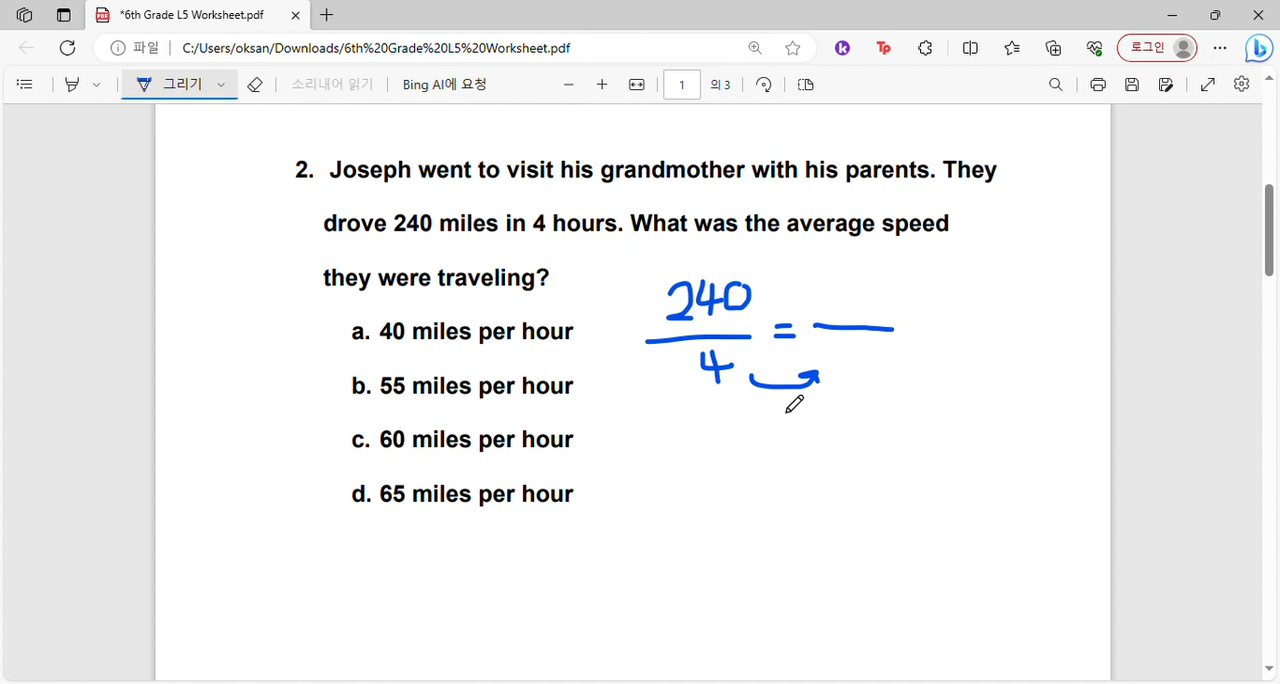 *6th Grade L5 Worksheet.pdf
파일 C:/Users/oksan/Downloads/6th%20Grade%20L5%20Worksheet.pdf
Tp
로그인
그리기 소리내어 읽기 Bing AI에 요청 1 의 3
2. Joseph went to visit his grandmother with his parents. They
drove 240 miles in 4 hours. What was the average speed
they were traveling?
240
=
4
a. 40 miles per hour
b. 55 miles per hour
c. 60 miles per hour
d. 65 miles per hour